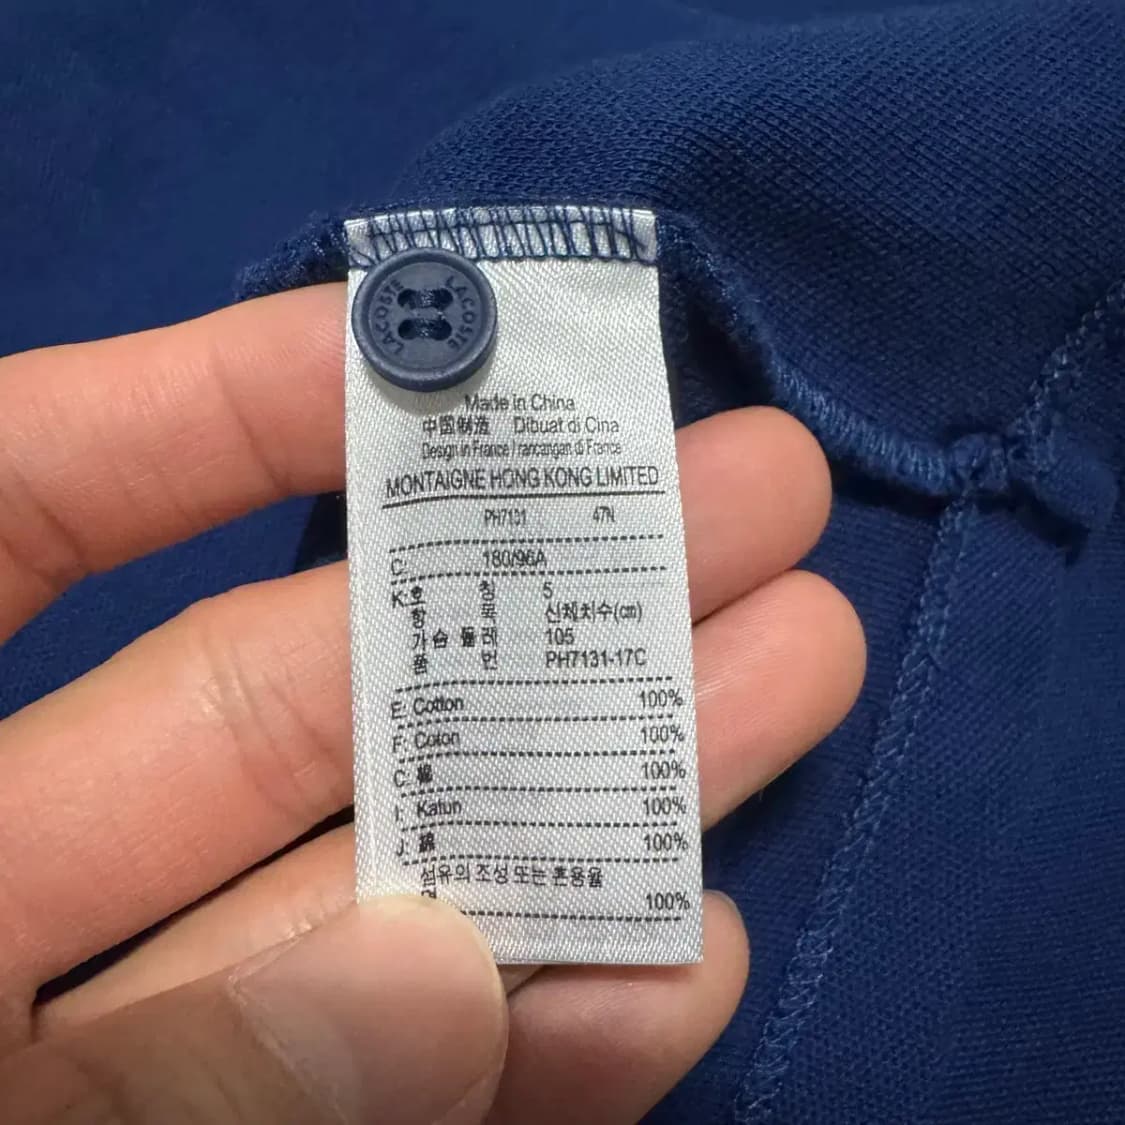 LACOSTE LACOSTE
Made in China
中国制造 Dibuat di Cina
Design in France / rancangan di France
MONTAIGNE HONG KONG LIMITED
PH7131 47N
C: 180/96A
K: 호 칭 5
항 목 신체치수(cm)
가 슴 둘 레 105
품 번 PH7131-17C
E: Cotton 100%
F: Coton 100%
C: 棉 100%
I: Katun 100%
J: 綿 100%
섬유의 조성 또는 혼용율
100%